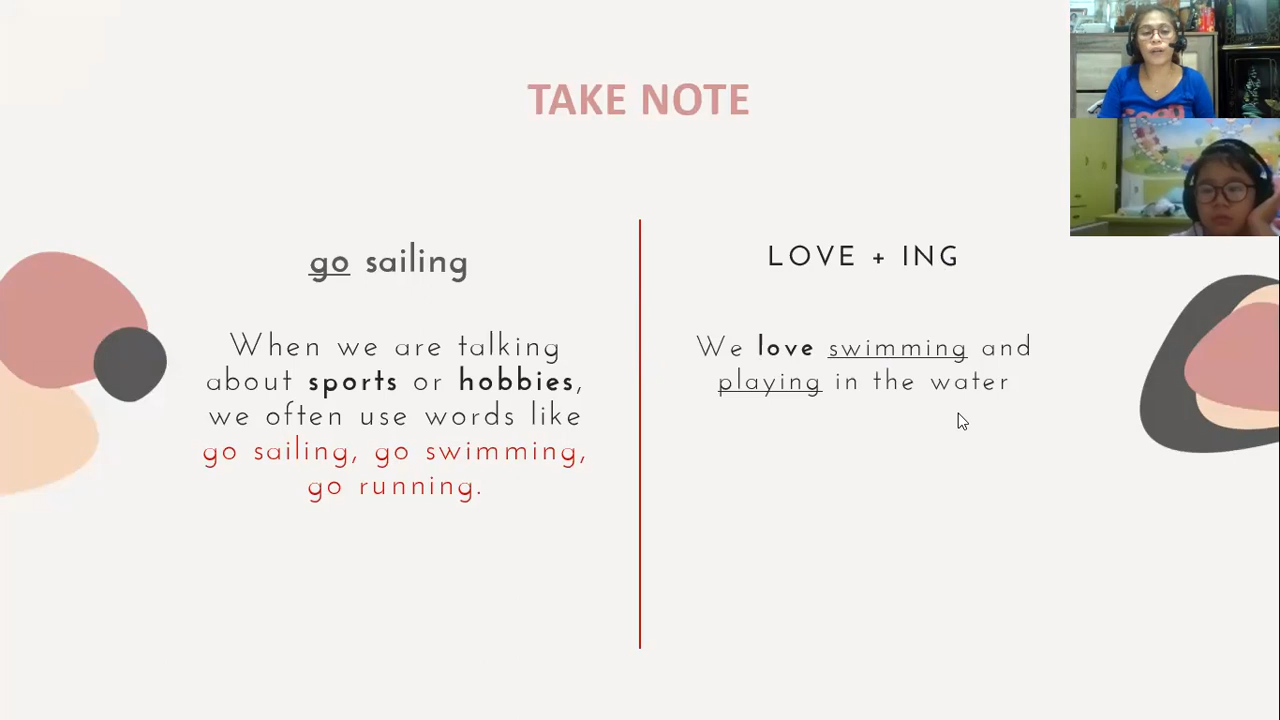 TAKE NOTE
go sailing
When we are talking
about sports or hobbies,
we often use words like
go sailing, go swimming,
go running.
LOVE + ING
We love swimming and
playing in the water